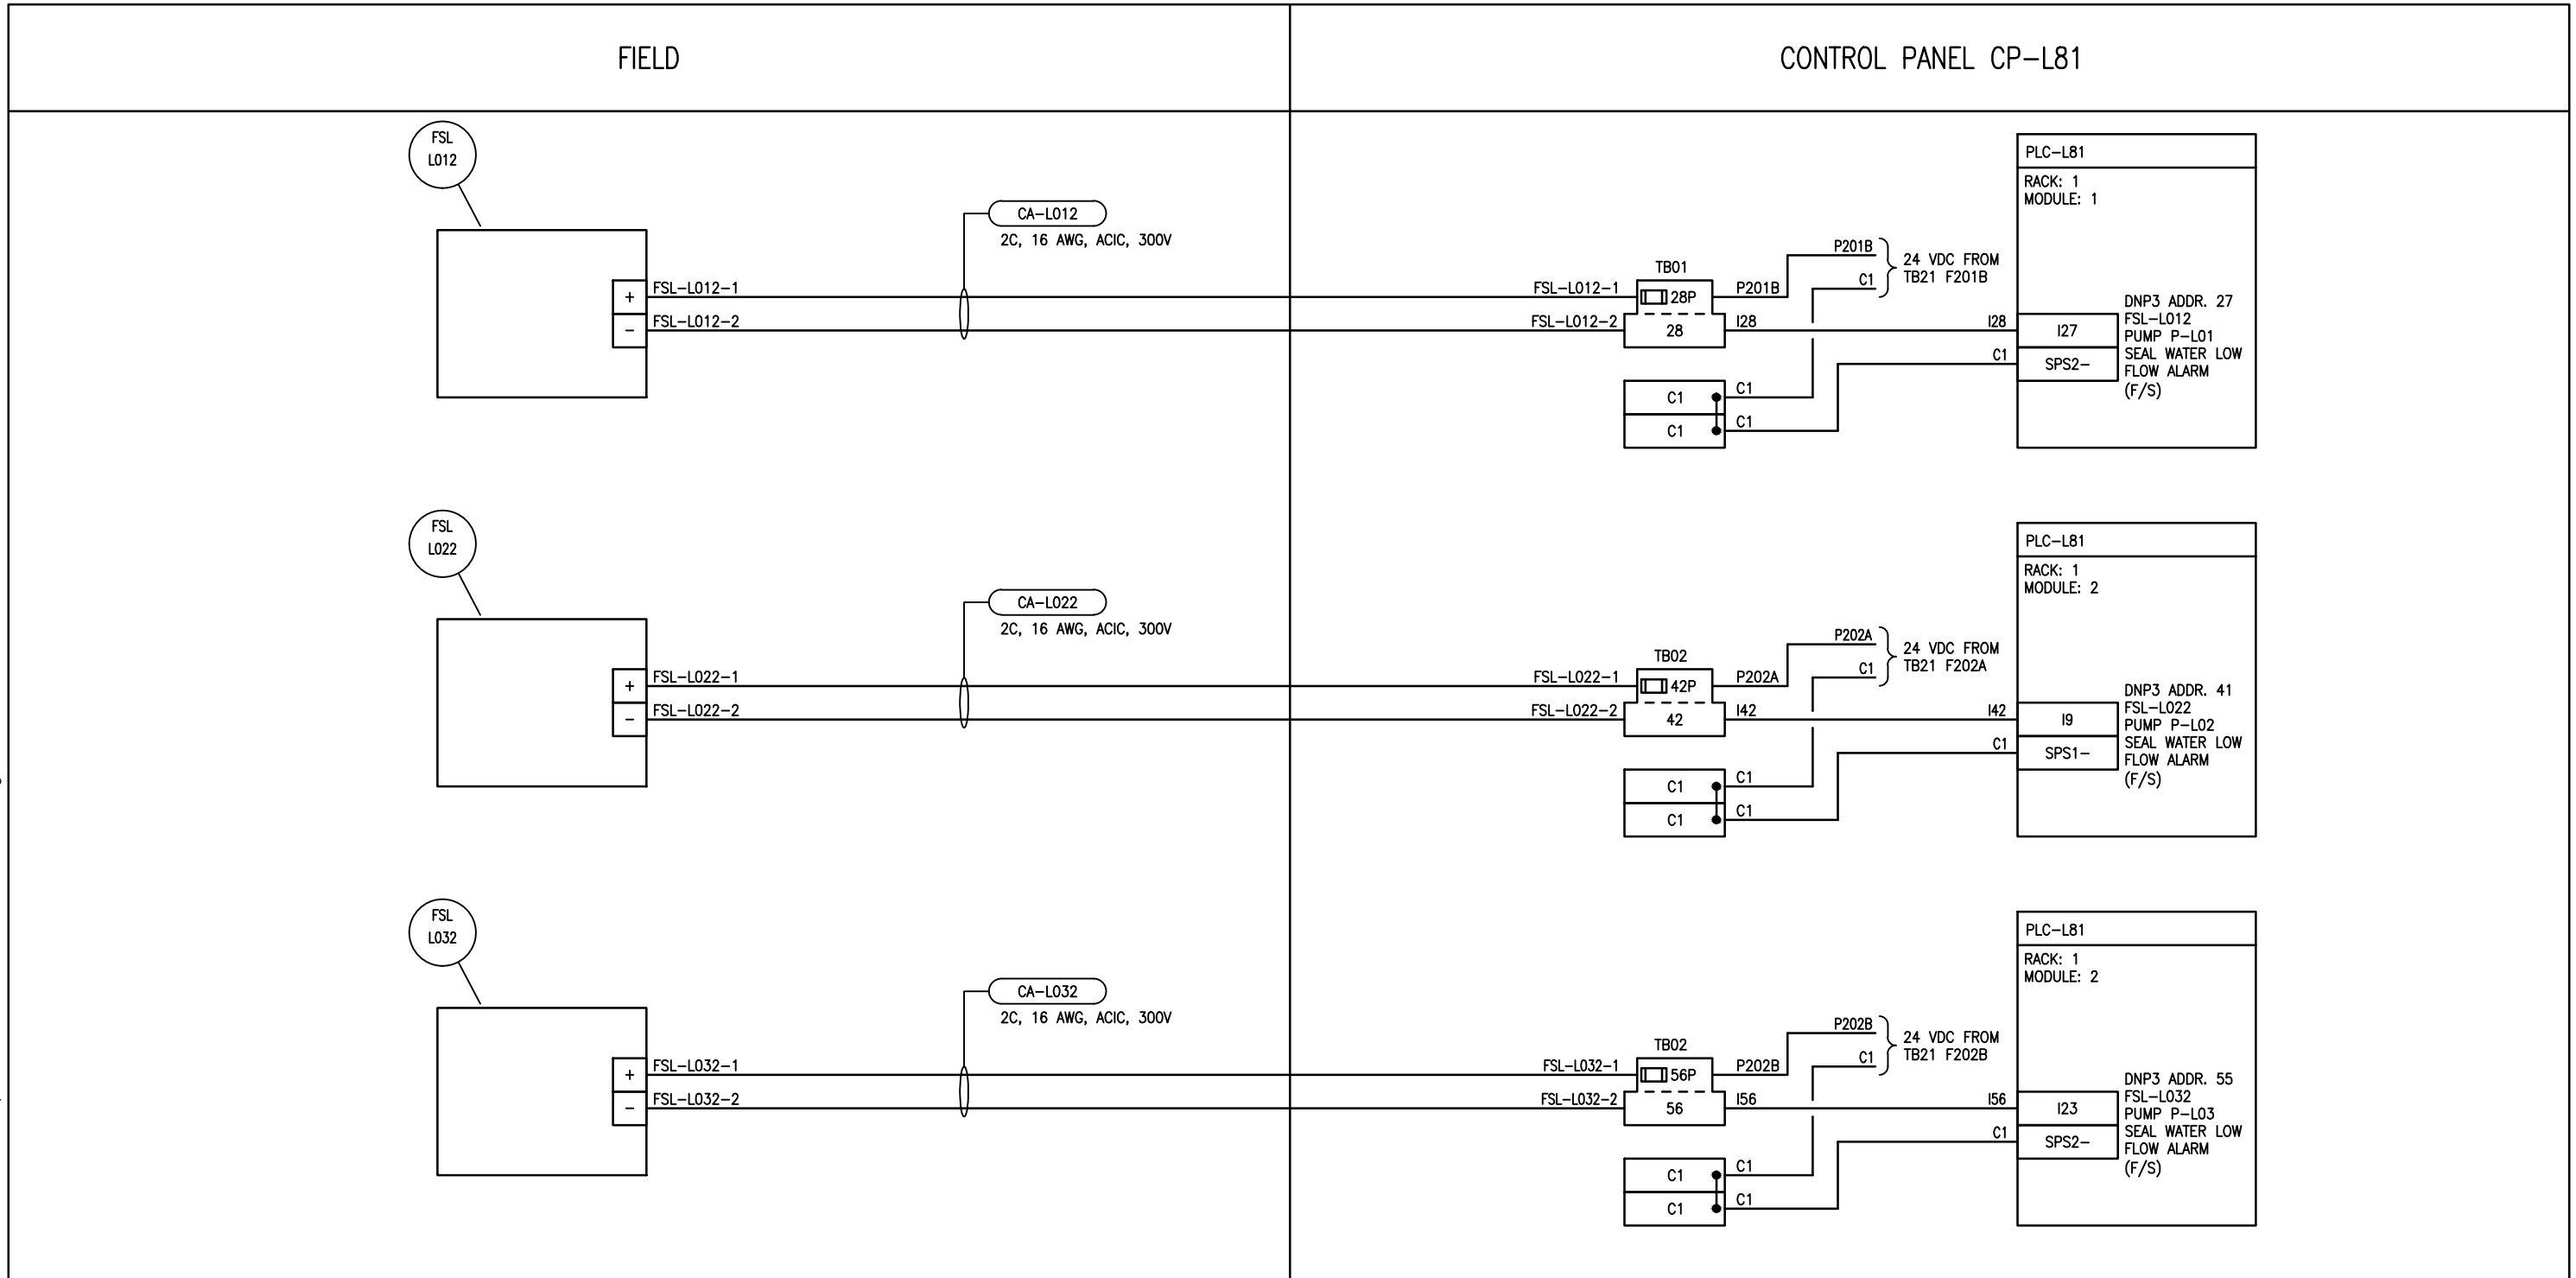 FIELD
CONTROL PANEL CP-L81
FSL
L012
CA-L012
2C, 16 AWG, ACIC, 300V
+
FSL-L012-1
-
FSL-L012-2
FSL-L012-1
FSL-L012-2
TB01
28P
28
P201B
I28
P201B
C1
24 VDC FROM
TB21 F201B
C1
C1
C1
C1
I28
C1
PLC-L81
RACK: 1
MODULE: 1
I27
SPS2-
DNP3 ADDR. 27
FSL-L012
PUMP P-L01
SEAL WATER LOW
FLOW ALARM
(F/S)
FSL
L022
CA-L022
2C, 16 AWG, ACIC, 300V
+
FSL-L022-1
-
FSL-L022-2
FSL-L022-1
FSL-L022-2
TB02
42P
42
P202A
I42
P202A
C1
24 VDC FROM
TB21 F202A
C1
C1
C1
C1
I42
C1
PLC-L81
RACK: 1
MODULE: 2
I9
SPS1-
DNP3 ADDR. 41
FSL-L022
PUMP P-L02
SEAL WATER LOW
FLOW ALARM
(F/S)
FSL
L032
CA-L032
2C, 16 AWG, ACIC, 300V
+
FSL-L032-1
-
FSL-L032-2
FSL-L032-1
FSL-L032-2
TB02
56P
56
P202B
I56
P202B
C1
24 VDC FROM
TB21 F202B
C1
C1
C1
C1
I56
C1
PLC-L81
RACK: 1
MODULE: 2
I23
SPS2-
DNP3 ADDR. 55
FSL-L032
PUMP P-L03
SEAL WATER LOW
FLOW ALARM
(F/S)